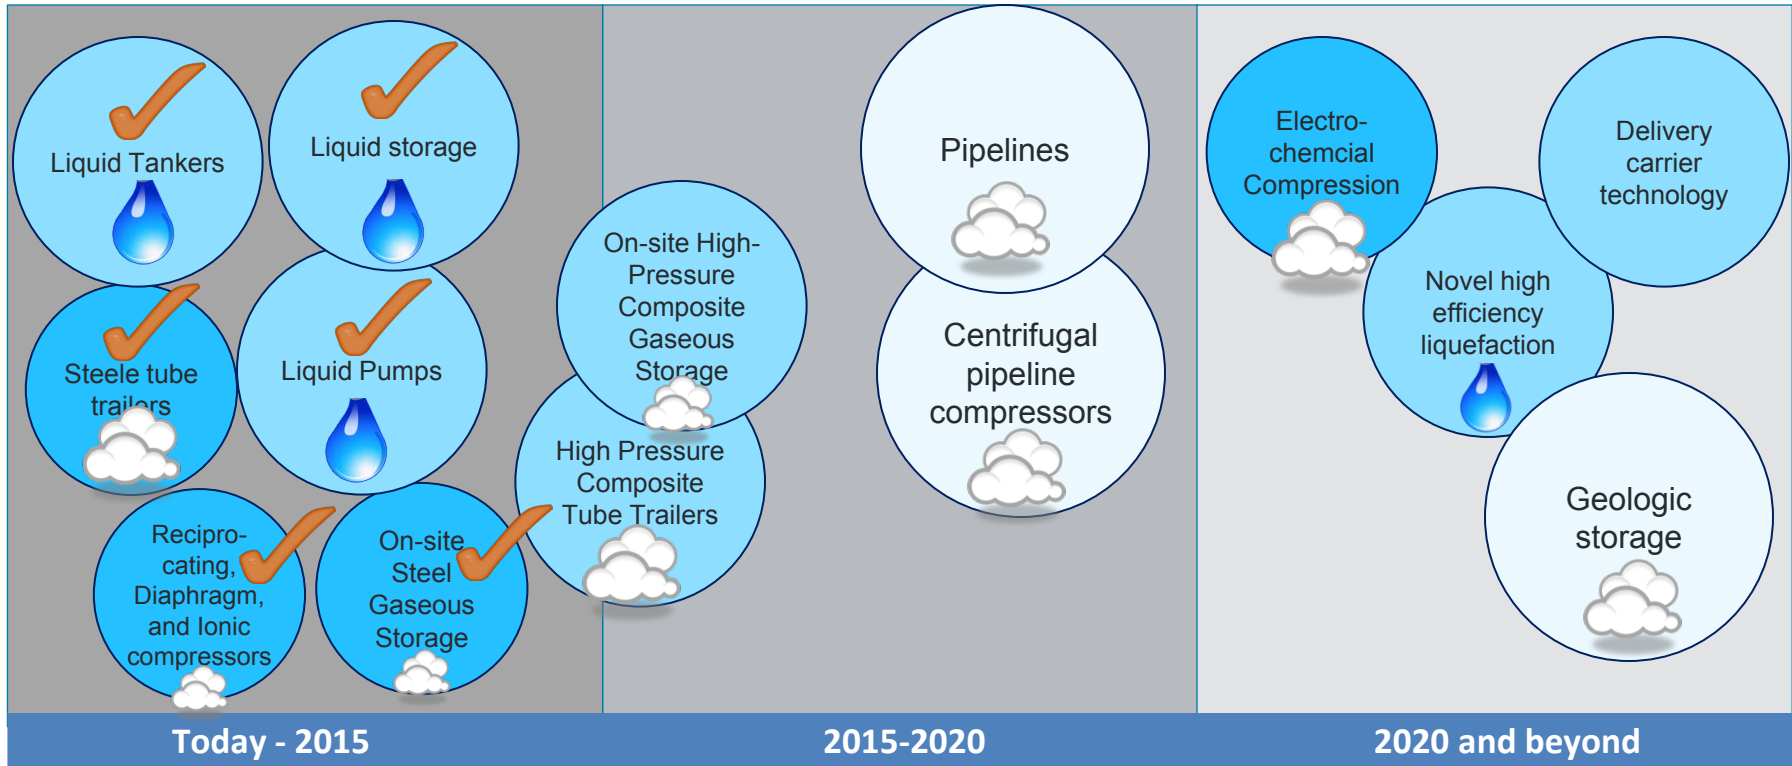 Liquid Tankers
Liquid storage
Steele tube
trailers
Liquid Pumps
Recipro-
cating,
Diaphragm,
and Ionic
compressors
On-site
Steel
Gaseous
Storage
On-site High-
Pressure
Composite
Gaseous
Storage
High Pressure
Composite
Tube Trailers
Pipelines
Centrifugal
pipeline
compressors
Electro-
chemcial
Compression
Delivery
carrier
technology
Novel high
efficiency
liquefaction
Geologic
storage
Today - 2015
2015-2020
2020 and beyond